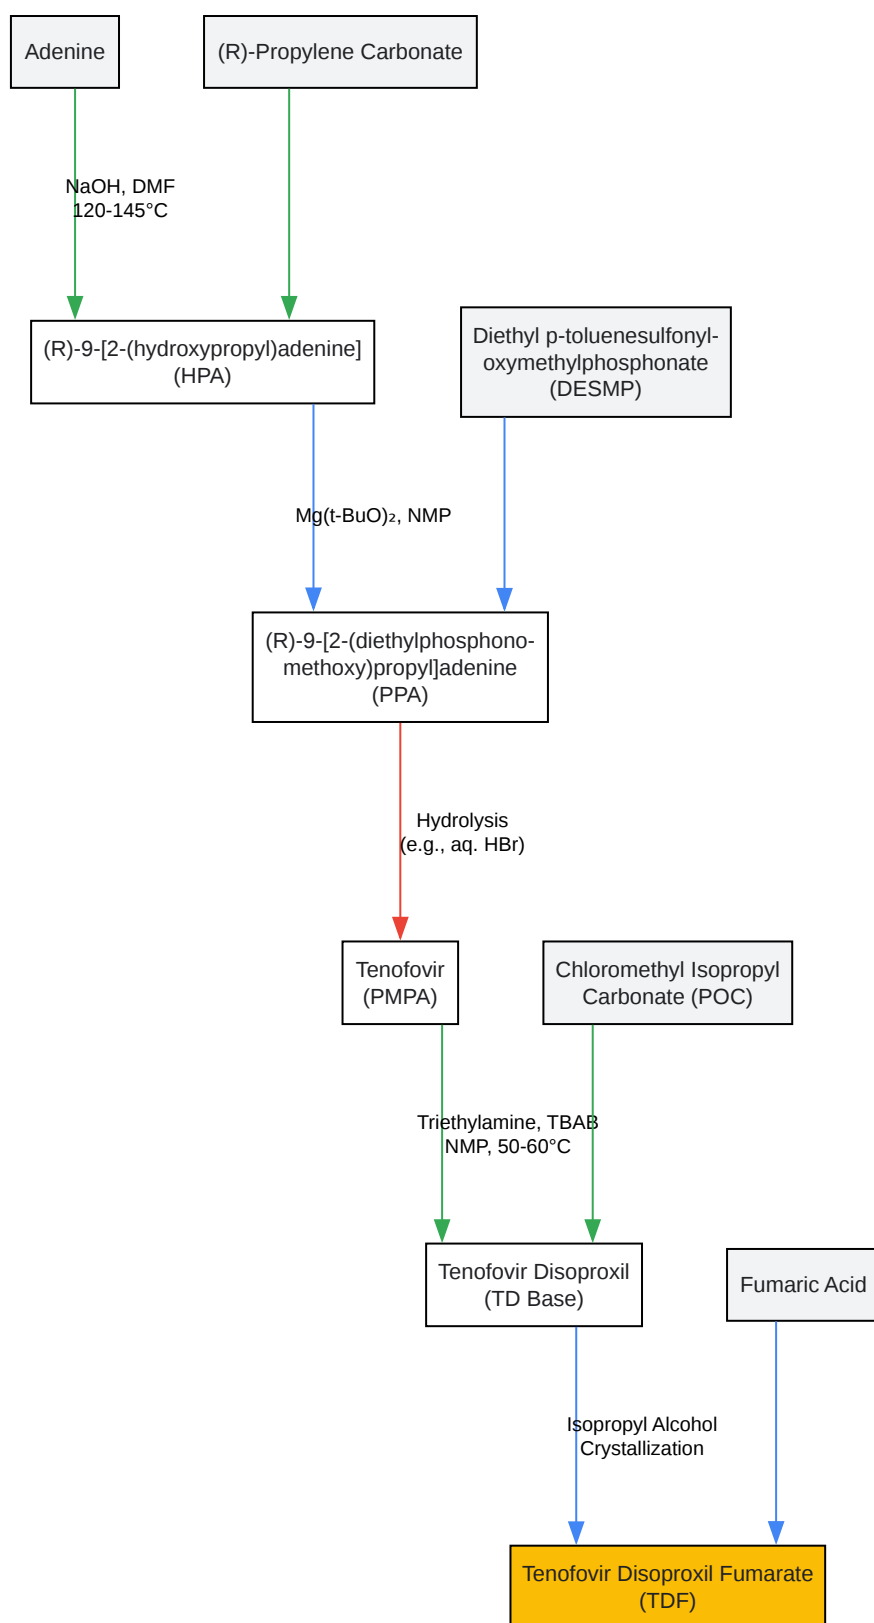 Adenine
(R)-Propylene Carbonate
NaOH, DMF
120-145°C
(R)-9-[2-(hydroxypropyl)adenine]
(HPA)
Diethyl p-toluenesulfonyl-
oxymethylphosphonate
(DESMP)
Mg(t-BuO)₂, NMP
(R)-9-[2-(diethylphosphono-
methoxy)propyl]adenine
(PPA)
Hydrolysis
(e.g., aq. HBr)
Tenofovir
(PMPA)
Chloromethyl Isopropyl
Carbonate (POC)
Triethylamine, TBAB
NMP, 50-60°C
Tenofovir Disoproxil
(TD Base)
Fumaric Acid
Isopropyl Alcohol
Crystallization
Tenofovir Disoproxil Fumarate
(TDF)